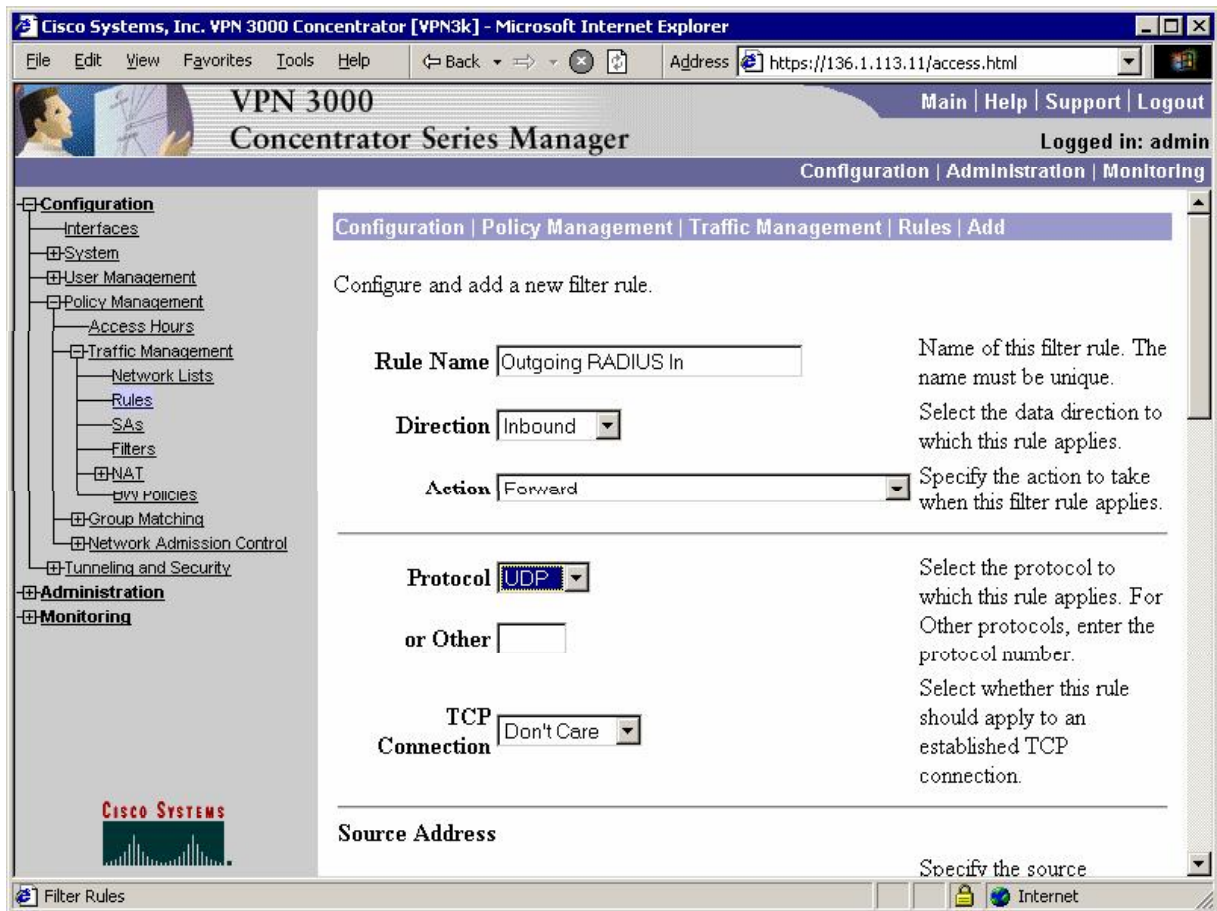 Cisco Systems, Inc. VPN 3000 Concentrator [VPN3k] - Microsoft Internet Explorer
File Edit View Favorites Tools Help Back Address https://136.1.113.11/access.html
VPN 3000
Concentrator Series Manager
Main | Help | Support | Logout
Logged in: admin
Configuration | Administration | Monitoring
Configuration
Interfaces
System
User Management
Policy Management
Access Hours
Traffic Management
Network Lists
Rules
SAs
Filters
NAT
BW Policies
Group Matching
Network Admission Control
Tunneling and Security
Administration
Monitoring
CISCO SYSTEMS
Configuration | Policy Management | Traffic Management | Rules | Add
Configure and add a new filter rule.
Rule Name Outgoing RADIUS In
Name of this filter rule. The
name must be unique.
Direction Inbound
Select the data direction to
which this rule applies.
Action Forward
Specify the action to take
when this filter rule applies.
Protocol UDP
or Other
Select the protocol to
which this rule applies. For
Other protocols, enter the
protocol number.
TCP
Connection Don't Care
Select whether this rule
should apply to an
established TCP
connection.
Source Address
Specify the source
Filter Rules
Internet